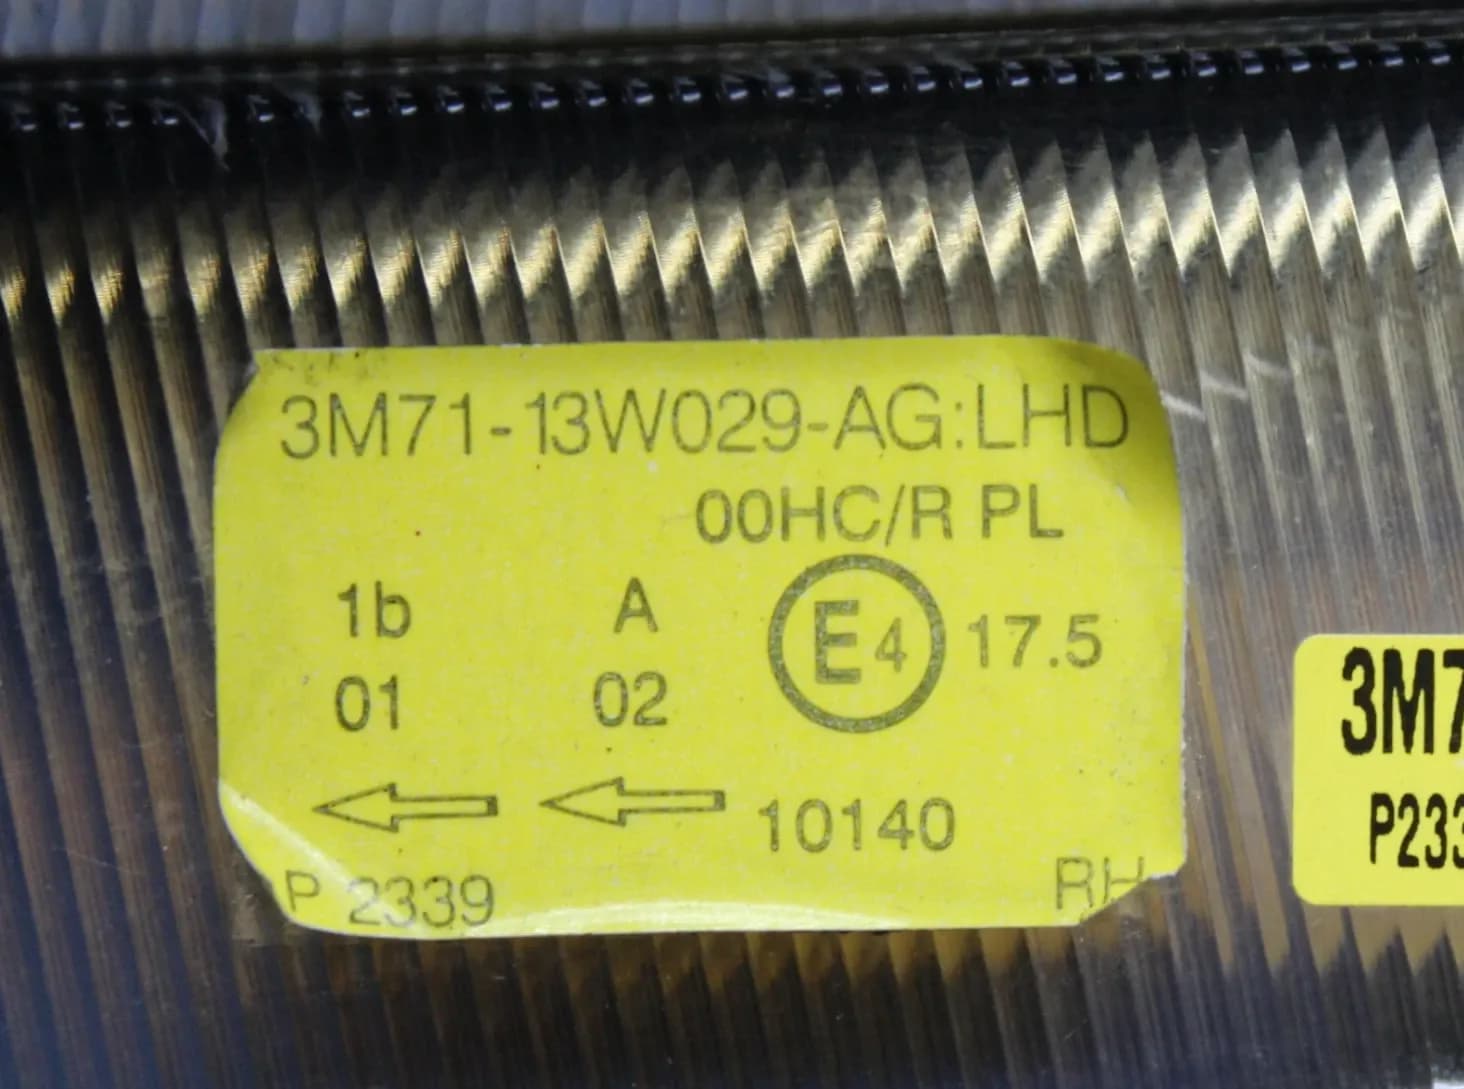 3M71-13W029-AG:LHD
00HC/R PL
1b A E4 17.5
01 02
10140
P 2339 RH
3M7
P233